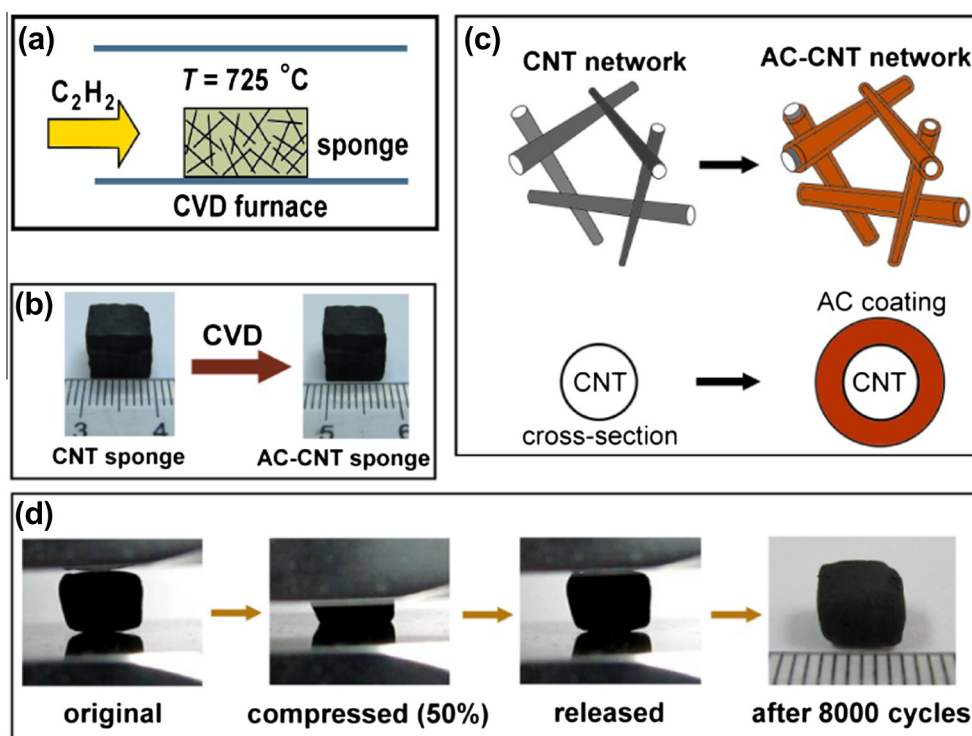 (a)
T = 725 °C
C₂H₂
sponge
CVD furnace
(b)
CVD
3 4
5 6
CNT sponge
AC-CNT sponge
(c)
CNT network
AC-CNT network
AC coating
CNT
CNT
cross-section
(d)
original
compressed (50%)
released
after 8000 cycles